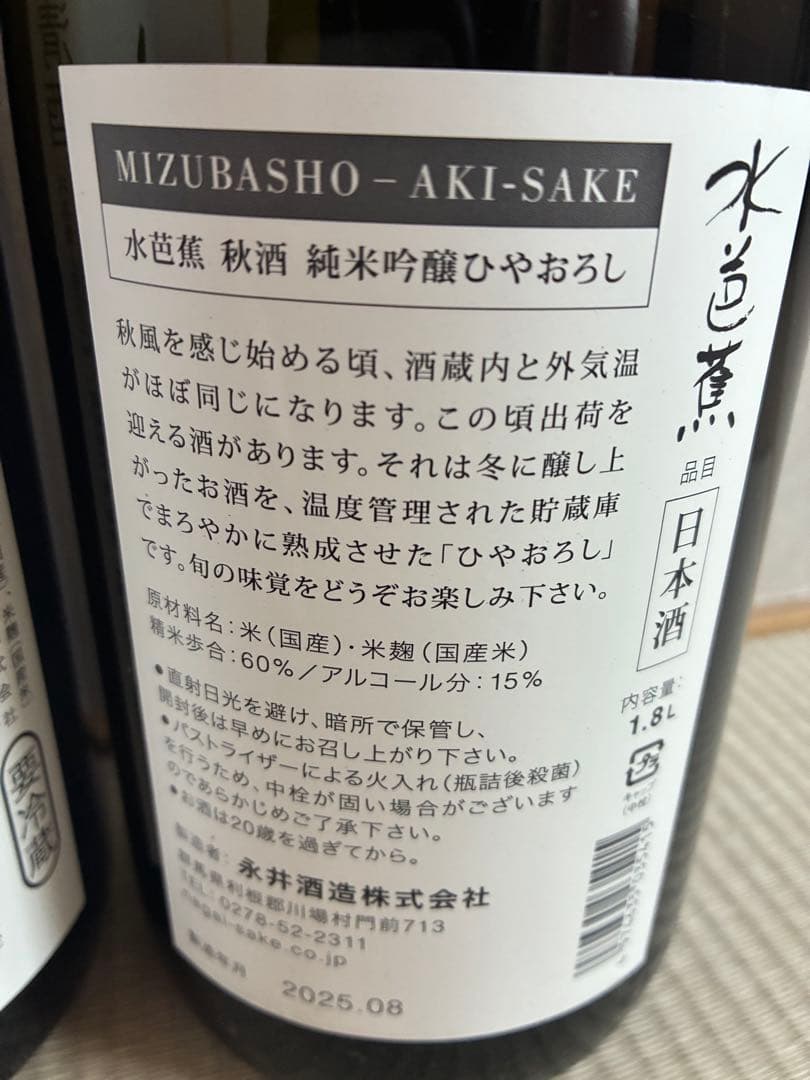 MIZUBASHO – AKI-SAKE
水芭蕉 秋酒 純米吟醸ひやおろし
秋風を感じ始める頃、酒蔵内と外気温
がほぼ同じになります。この頃出荷を
迎える酒があります。それは冬に醸し上
がったお酒を、温度管理された貯蔵庫
でまろやかに熟成させた「ひやおろし」
です。旬の味覚をどうぞお楽しみ下さい。
原材料名：米（国産）・米麹（国産米）
精米歩合：60％／アルコール分：15％
●直射日光を避け、暗所で保管し、
開封後は早めにお召し上がり下さい。
●パストライザーによる火入れ（瓶詰後殺菌）
を行うため、中栓が固い場合がございます
のであらかじめご了承下さい。
●お酒は20歳を過ぎてから。
製造者：永井酒造株式会社
群馬県利根郡川場村門前713
TEL：0278-52-2311
nagai-sake.co.jp
製造年月 2025.08
水芭蕉
品目
日本酒
内容量：
1.8L
キャップ
（中栓）
要冷蔵